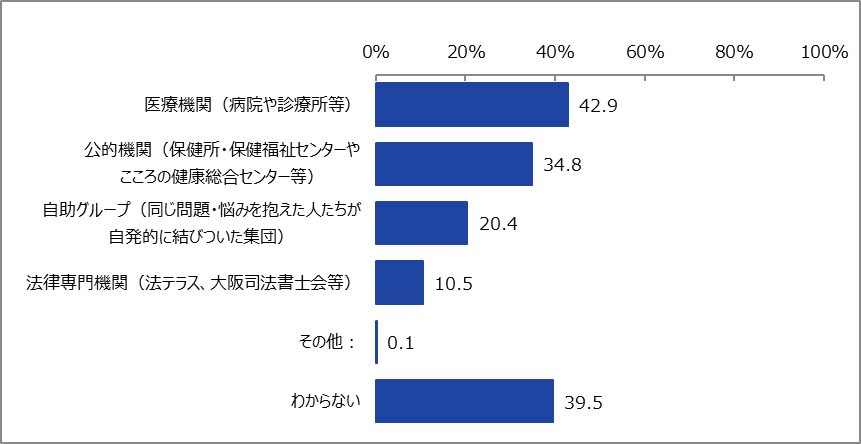 0% 20% 40% 60% 80% 100%
医療機関（病院や診療所等） 42.9
公的機関（保健所・保健福祉センターや
こころの健康総合センター等） 34.8
自助グループ（同じ問題・悩みを抱えた人たちが
自発的に結びついた集団） 20.4
法律専門機関（法テラス、大阪司法書士会等） 10.5
その他： 0.1
わからない 39.5